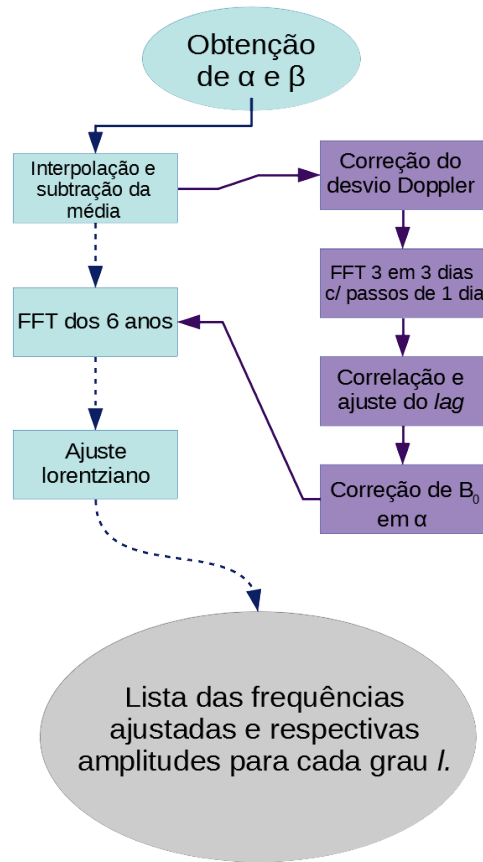 Obtenção
de α e β
Interpolação e
subtração da
média
Correção do
desvio Doppler
FFT 3 em 3 dias
c/ passos de 1 dia
Correlação e
ajuste do lag
Correção de B₀
em α
FFT dos 6 anos
Ajuste
lorentziano
Lista das frequências
ajustadas e respectivas
amplitudes para cada grau l.